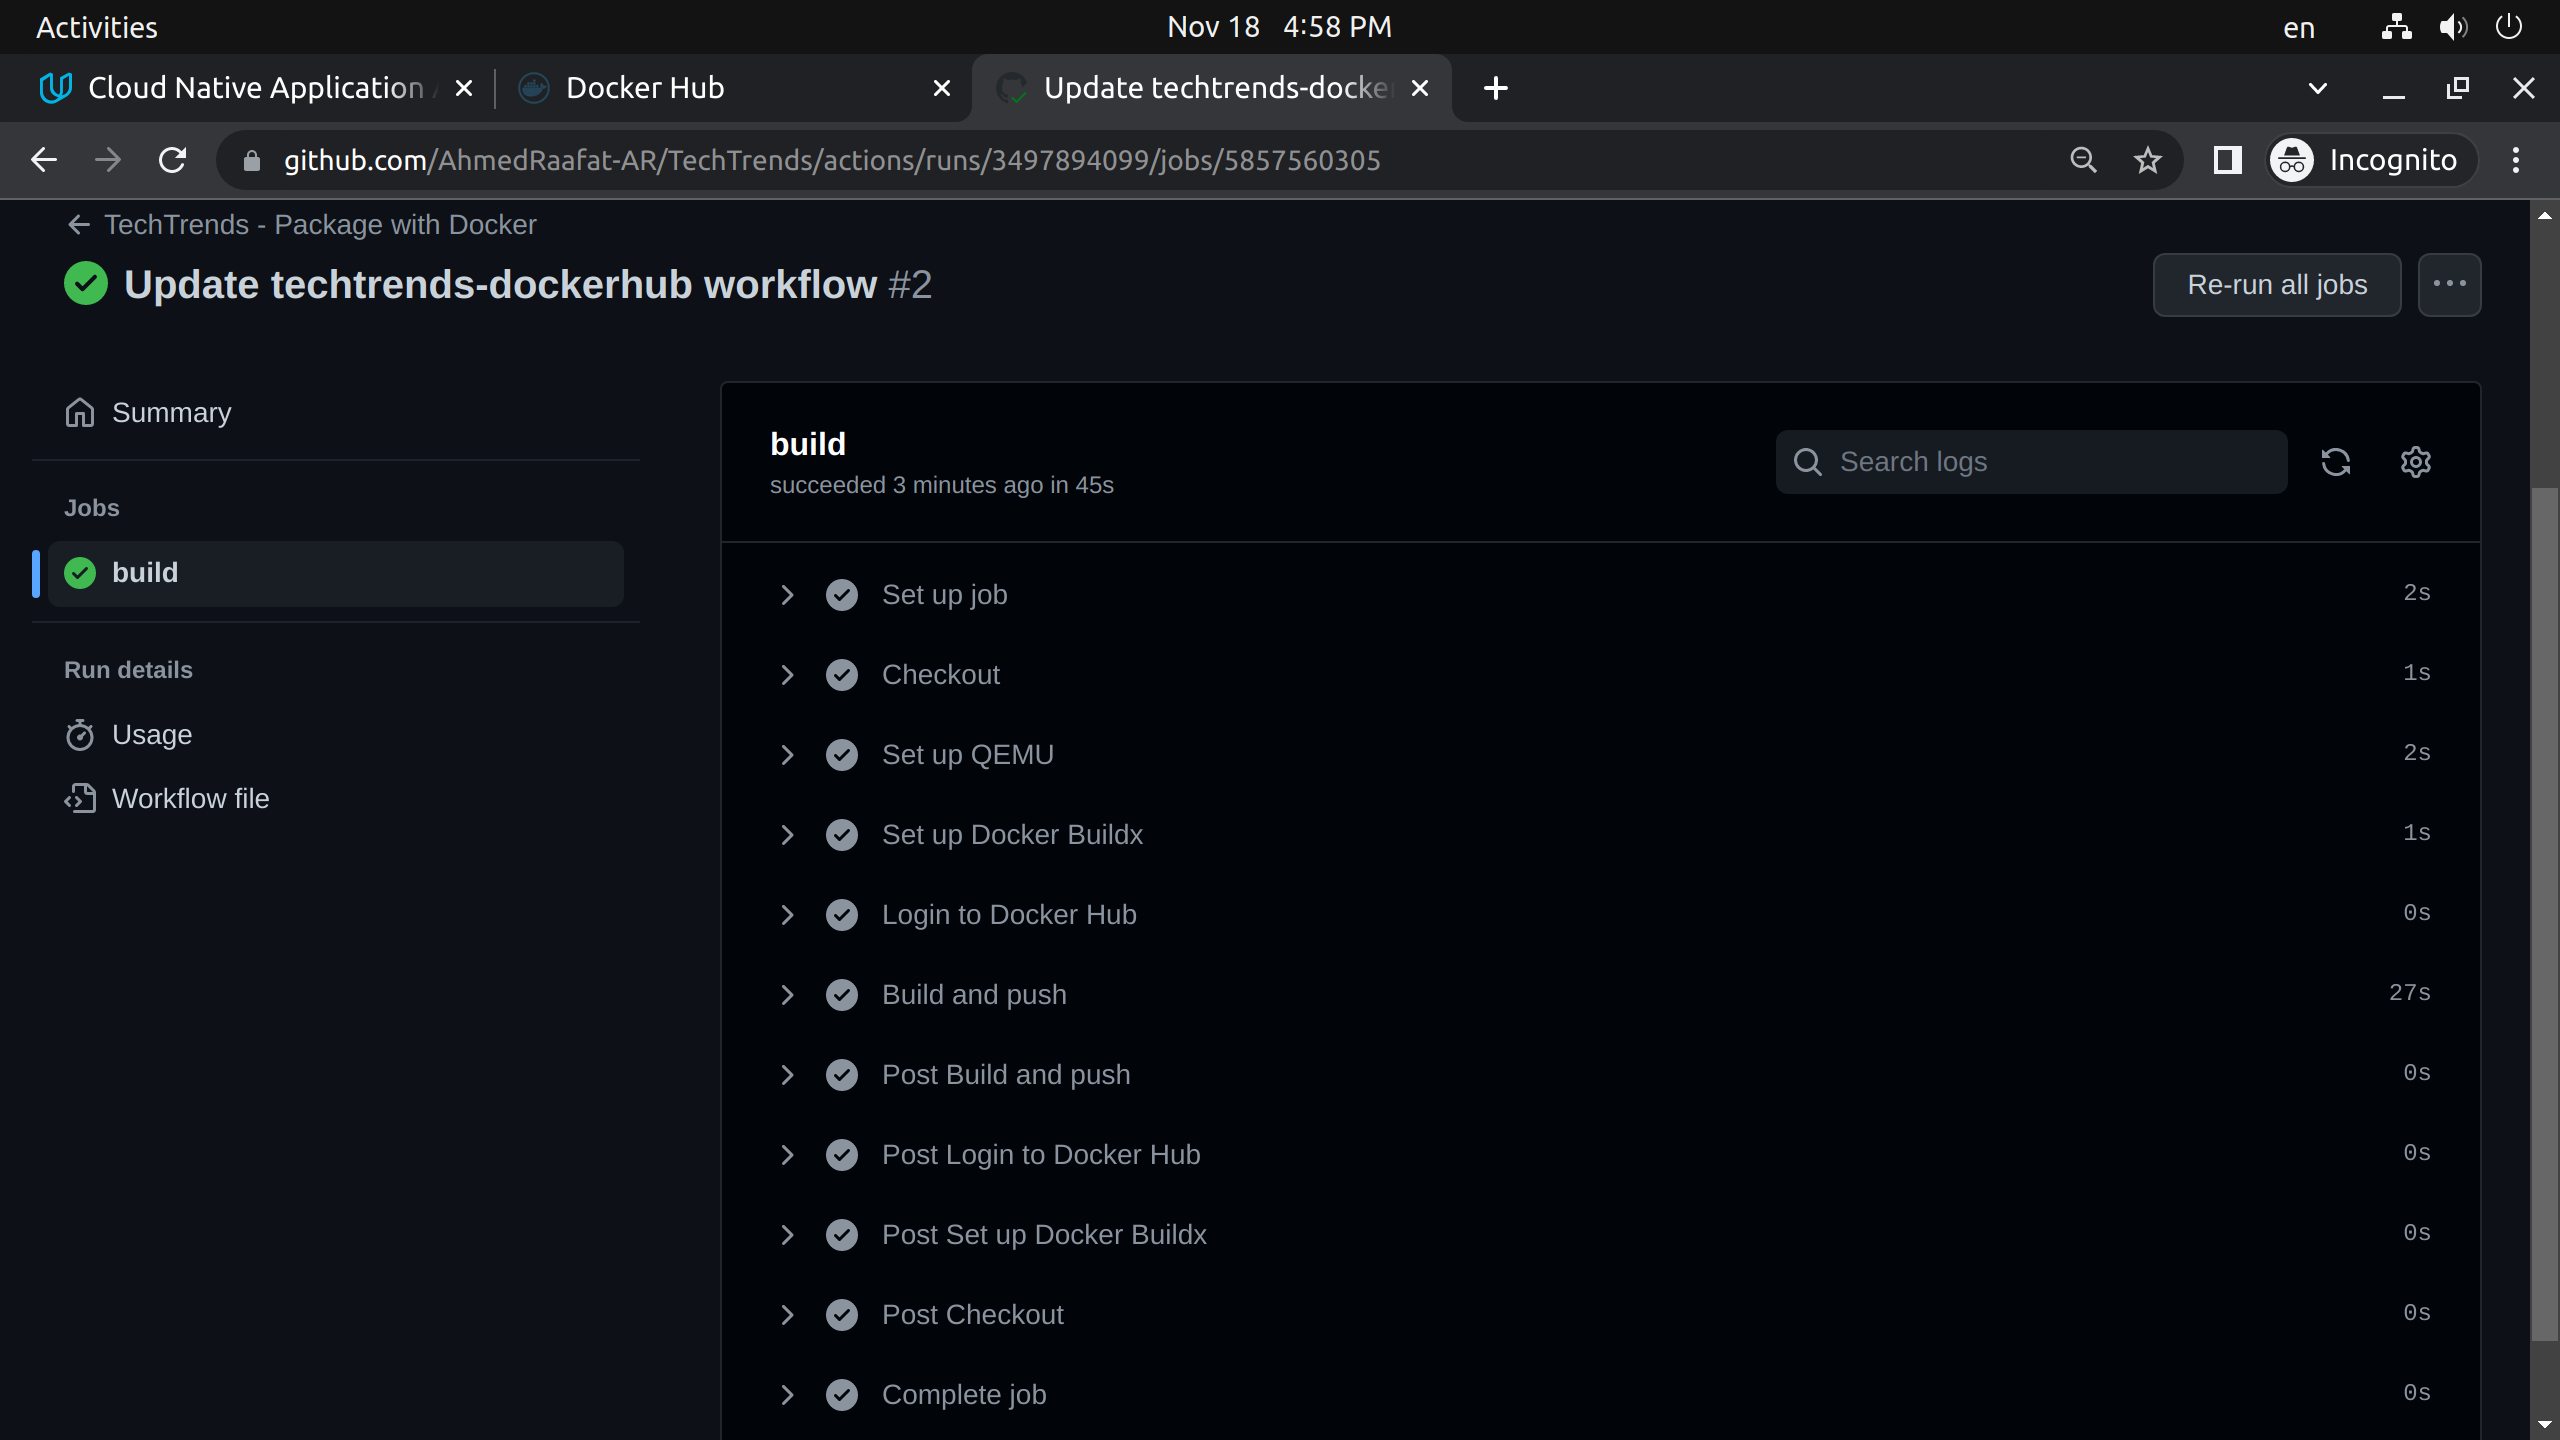 Activities
Nov 18 4:58 PM
en
Cloud Native Application
Docker Hub
Update techtrends-docker
github.com/AhmedRaafat-AR/TechTrends/actions/runs/3497894099/jobs/5857560305
Incognito
TechTrends - Package with Docker
Update techtrends-dockerhub workflow #2
Re-run all jobs
Summary
Jobs
build
Run details
Usage
Workflow file
build
succeeded 3 minutes ago in 45s
Search logs
Set up job 2s
Checkout 1s
Set up QEMU 2s
Set up Docker Buildx 1s
Login to Docker Hub 0s
Build and push 27s
Post Build and push 0s
Post Login to Docker Hub 0s
Post Set up Docker Buildx 0s
Post Checkout 0s
Complete job 0s